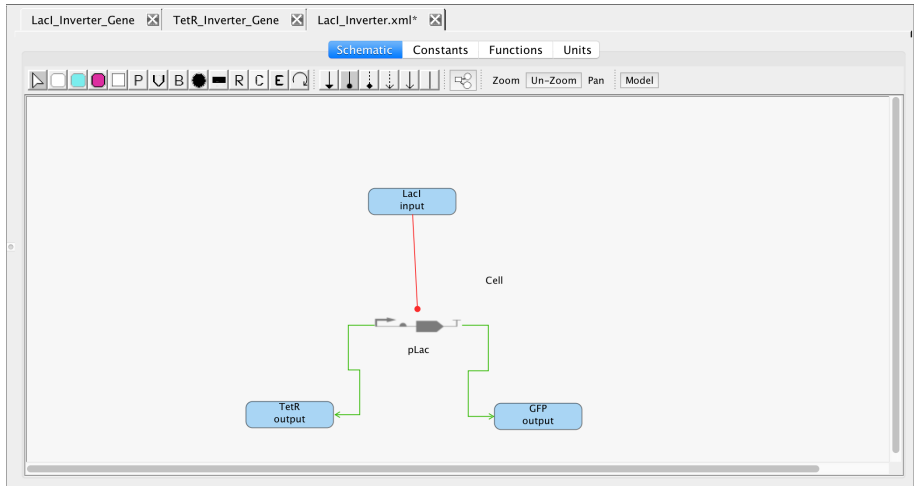 LacI_Inverter_Gene TetR_Inverter_Gene LacI_Inverter.xml*
Schematic Constants Functions Units
P V B R C E Zoom Un-Zoom Pan Model
LacI
input
Cell
pLac
TetR
output
GFP
output